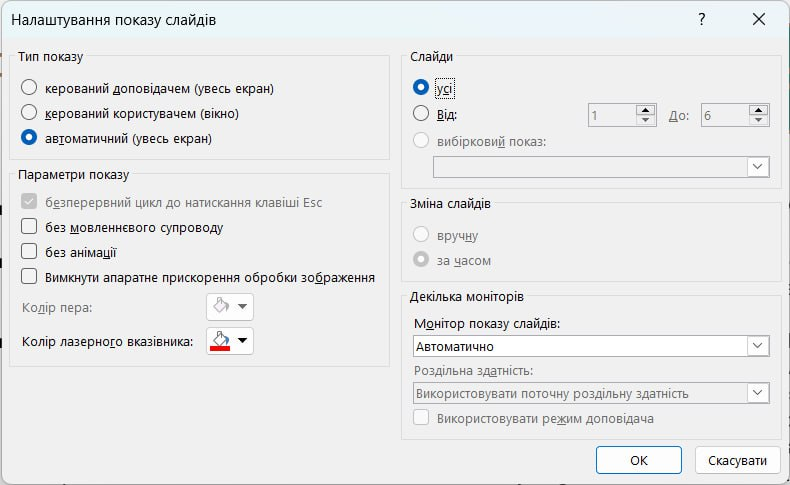 Налаштування показу слайдів
?
Тип показу
керований доповідачем (увесь екран)
керований користувачем (вікно)
автоматичний (увесь екран)
Параметри показу
безперервний цикл до натискання клавіші Esc
без мовленнєвого супроводу
без анімації
Вимкнути апаратне прискорення обробки зображення
Колір пера:
Колір лазерного вказівника:
Слайди
усі
Від: 1 До: 6
вибірковий показ:
Зміна слайдів
вручну
за часом
Декілька моніторів
Монітор показу слайдів:
Автоматично
Роздільна здатність:
Використовувати поточну роздільну здатність
Використовувати режим доповідача
ОК Скасувати